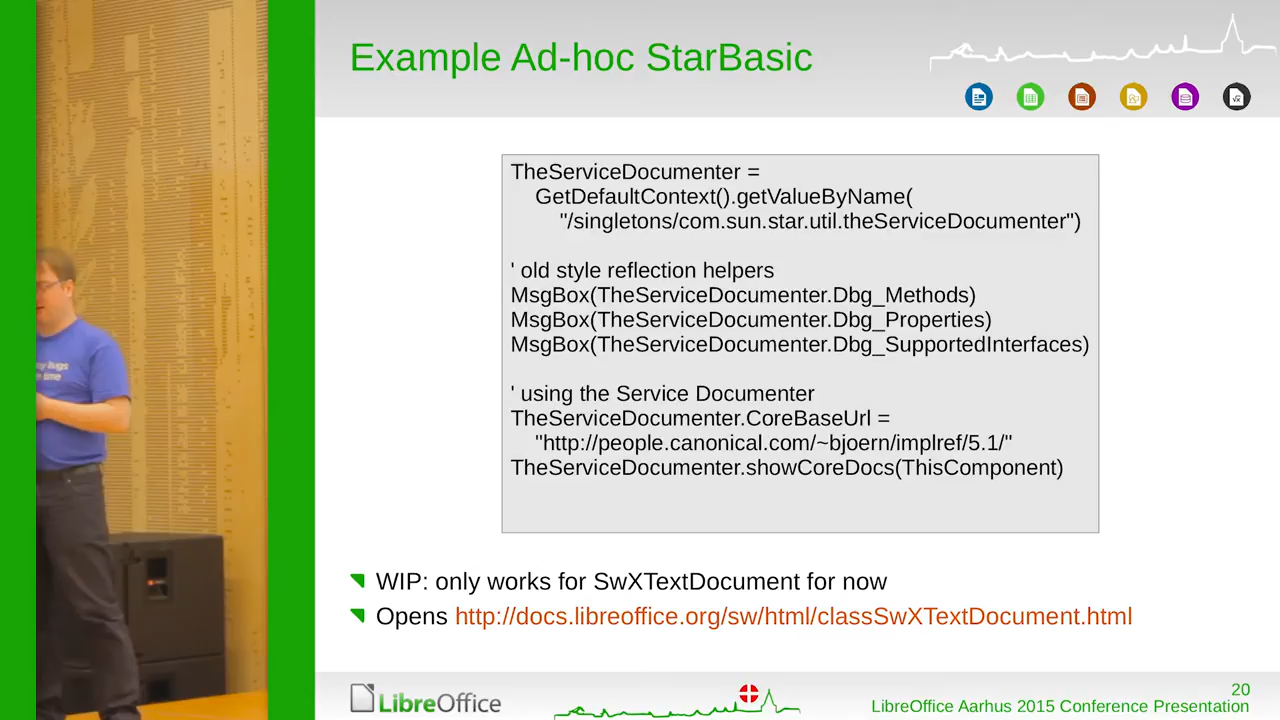 Example Ad-hoc StarBasic
TheServiceDocumenter =
GetDefaultContext().getValueByName(
"/singletons/com.sun.star.util.theServiceDocumenter")
' old style reflection helpers
MsgBox(TheServiceDocumenter.Dbg_Methods)
MsgBox(TheServiceDocumenter.Dbg_Properties)
MsgBox(TheServiceDocumenter.Dbg_SupportedInterfaces)
' using the Service Documenter
TheServiceDocumenter.CoreBaseUrl =
"http://people.canonical.com/~bjoern/implref/5.1/"
TheServiceDocumenter.showCoreDocs(ThisComponent)
WIP: only works for SwXTextDocument for now
Opens http://docs.libreoffice.org/sw/html/classSwXTextDocument.html
LibreOffice
20
LibreOffice Aarhus 2015 Conference Presentation
bugs
time